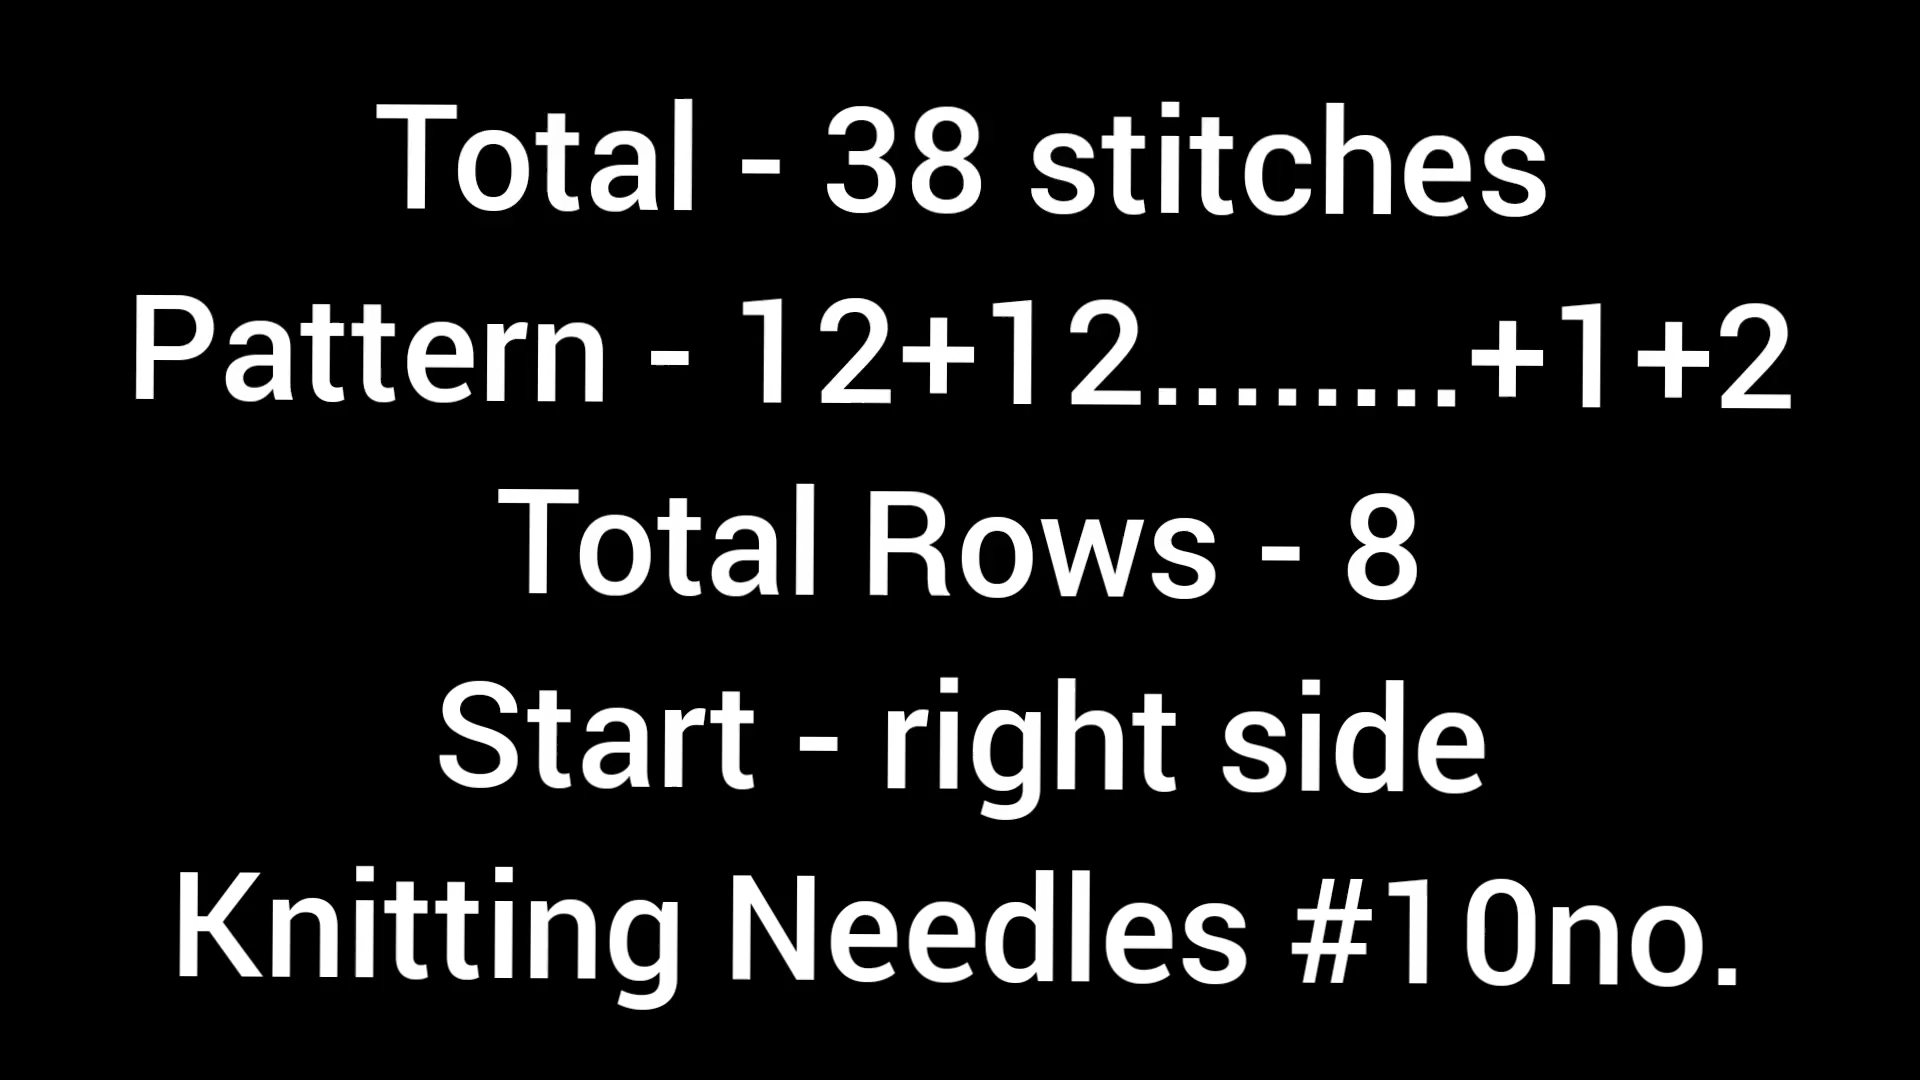 Total - 38 stitches
Pattern - 12+12........+1+2
Total Rows - 8
Start - right side
Knitting Needles #10no.